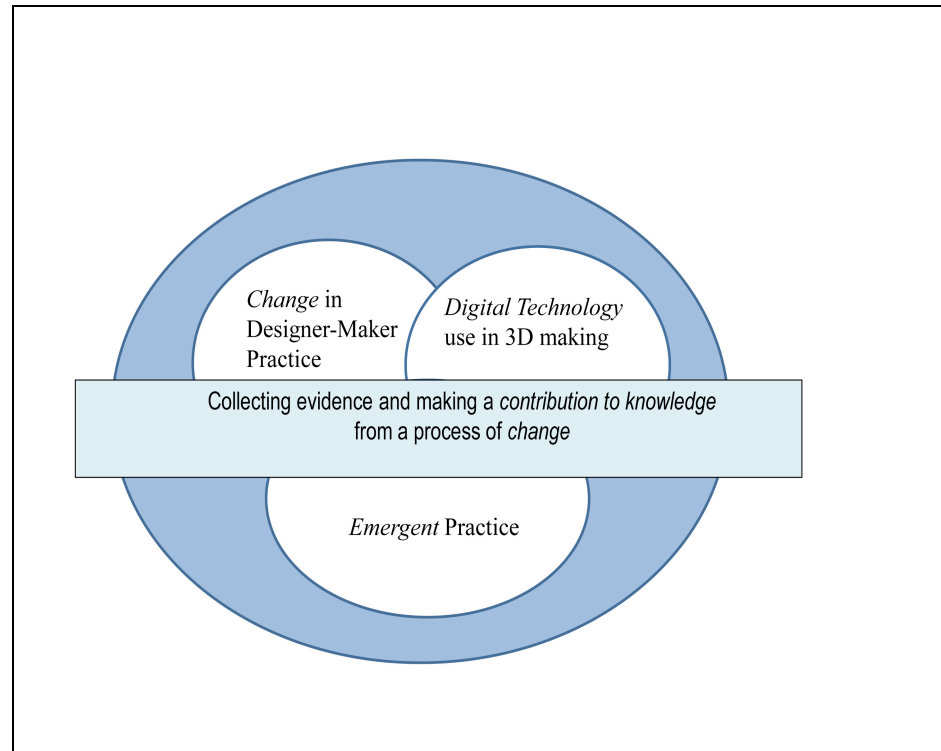 Change in
Designer-Maker
Practice
Digital Technology
use in 3D making
Collecting evidence and making a contribution to knowledge
from a process of change
Emergent Practice